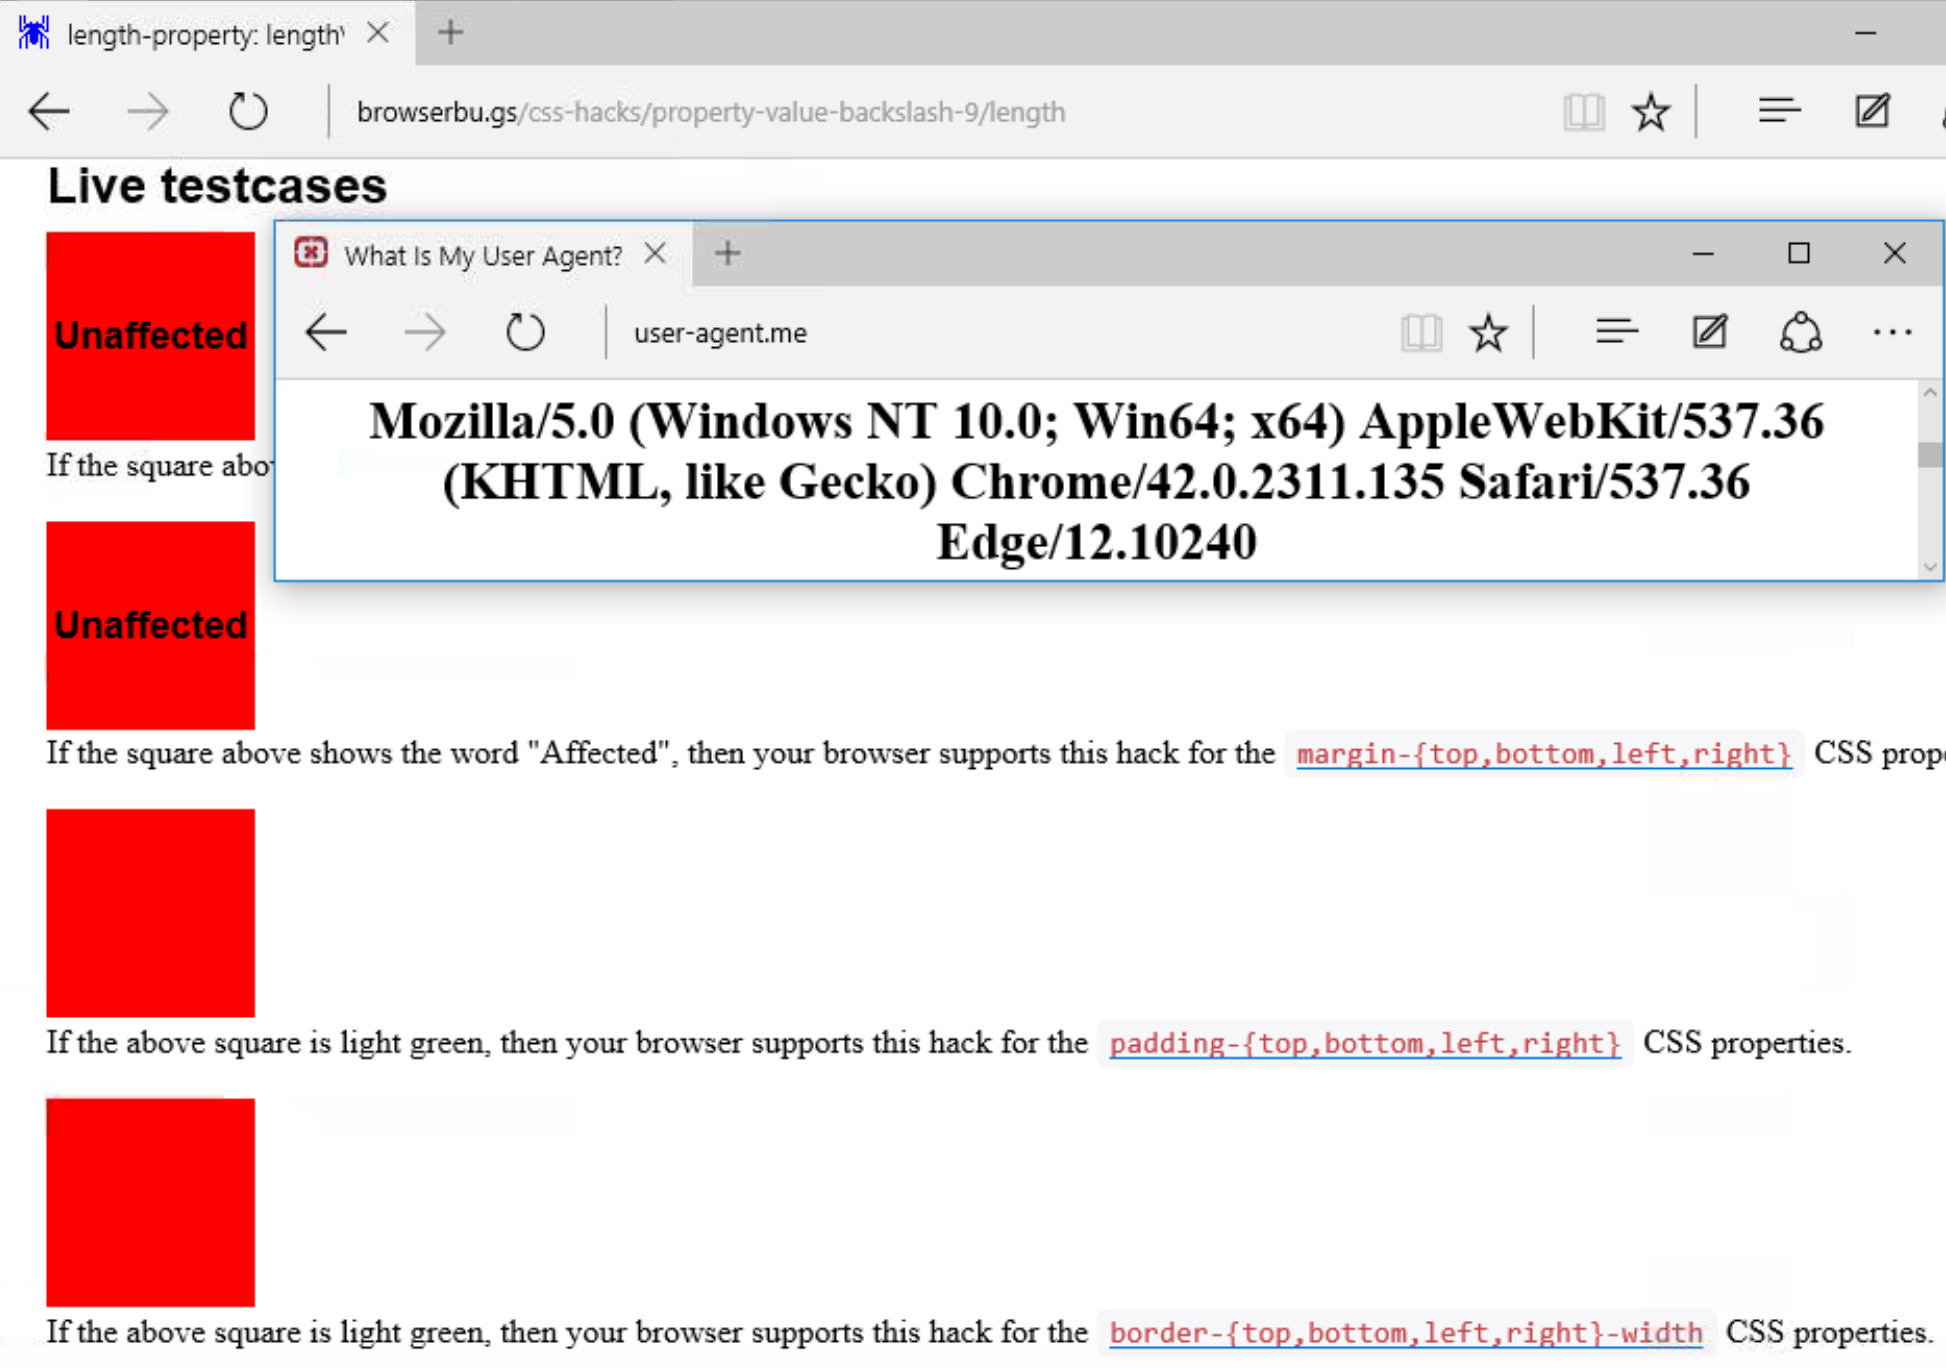 length-property: length
browserbu.gs/css-hacks/property-value-backslash-9/length
Live testcases
What Is My User Agent?
user-agent.me
Mozilla/5.0 (Windows NT 10.0; Win64; x64) AppleWebKit/537.36
(KHTML, like Gecko) Chrome/42.0.2311.135 Safari/537.36
Edge/12.10240
Unaffected
If the square abo
Unaffected
If the square above shows the word "Affected", then your browser supports this hack for the margin-{top,bottom,left,right} CSS prope
If the above square is light green, then your browser supports this hack for the padding-{top,bottom,left,right} CSS properties.
If the above square is light green, then your browser supports this hack for the border-{top,bottom,left,right}-width CSS properties.